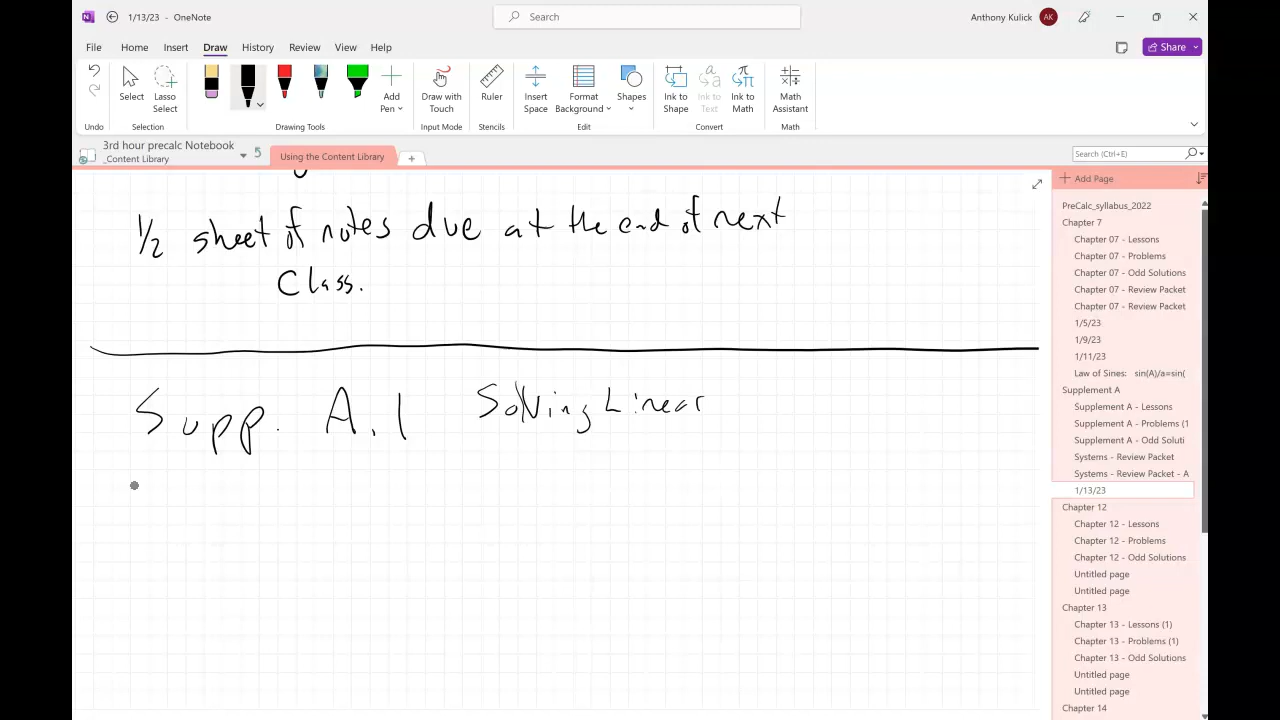 1/13/23 - OneNote
Search
Anthony Kulick
AK
File Home Insert Draw History Review View Help
Share
Undo
Select
Lasso Select
Selection
Drawing Tools
Add Pen
Draw with Touch
Input Mode
Ruler
Stencils
Insert Space
Format Background
Shapes
Edit
Ink to Shape
Ink to Text
Ink to Math
Convert
Math Assistant
Math
3rd hour precalc Notebook
_Content Library
Using the Content Library
Search (Ctrl+E)
1/2 sheet of notes due at the end of next
Class.
Supp. A.1 Solving Linear
Add Page
PreCalc_syllabus_2022
Chapter 7
Chapter 07 - Lessons
Chapter 07 - Problems
Chapter 07 - Odd Solutions
Chapter 07 - Review Packet
Chapter 07 - Review Packet
1/5/23
1/9/23
1/11/23
Law of Sines: sin(A)/a=sin(
Supplement A
Supplement A - Lessons
Supplement A - Problems (1
Supplement A - Odd Soluti
Systems - Review Packet
Systems - Review Packet - A
1/13/23
Chapter 12
Chapter 12 - Lessons
Chapter 12 - Problems
Chapter 12 - Odd Solutions
Untitled page
Untitled page
Chapter 13
Chapter 13 - Lessons (1)
Chapter 13 - Problems (1)
Chapter 13 - Odd Solutions
Untitled page
Untitled page
Chapter 14